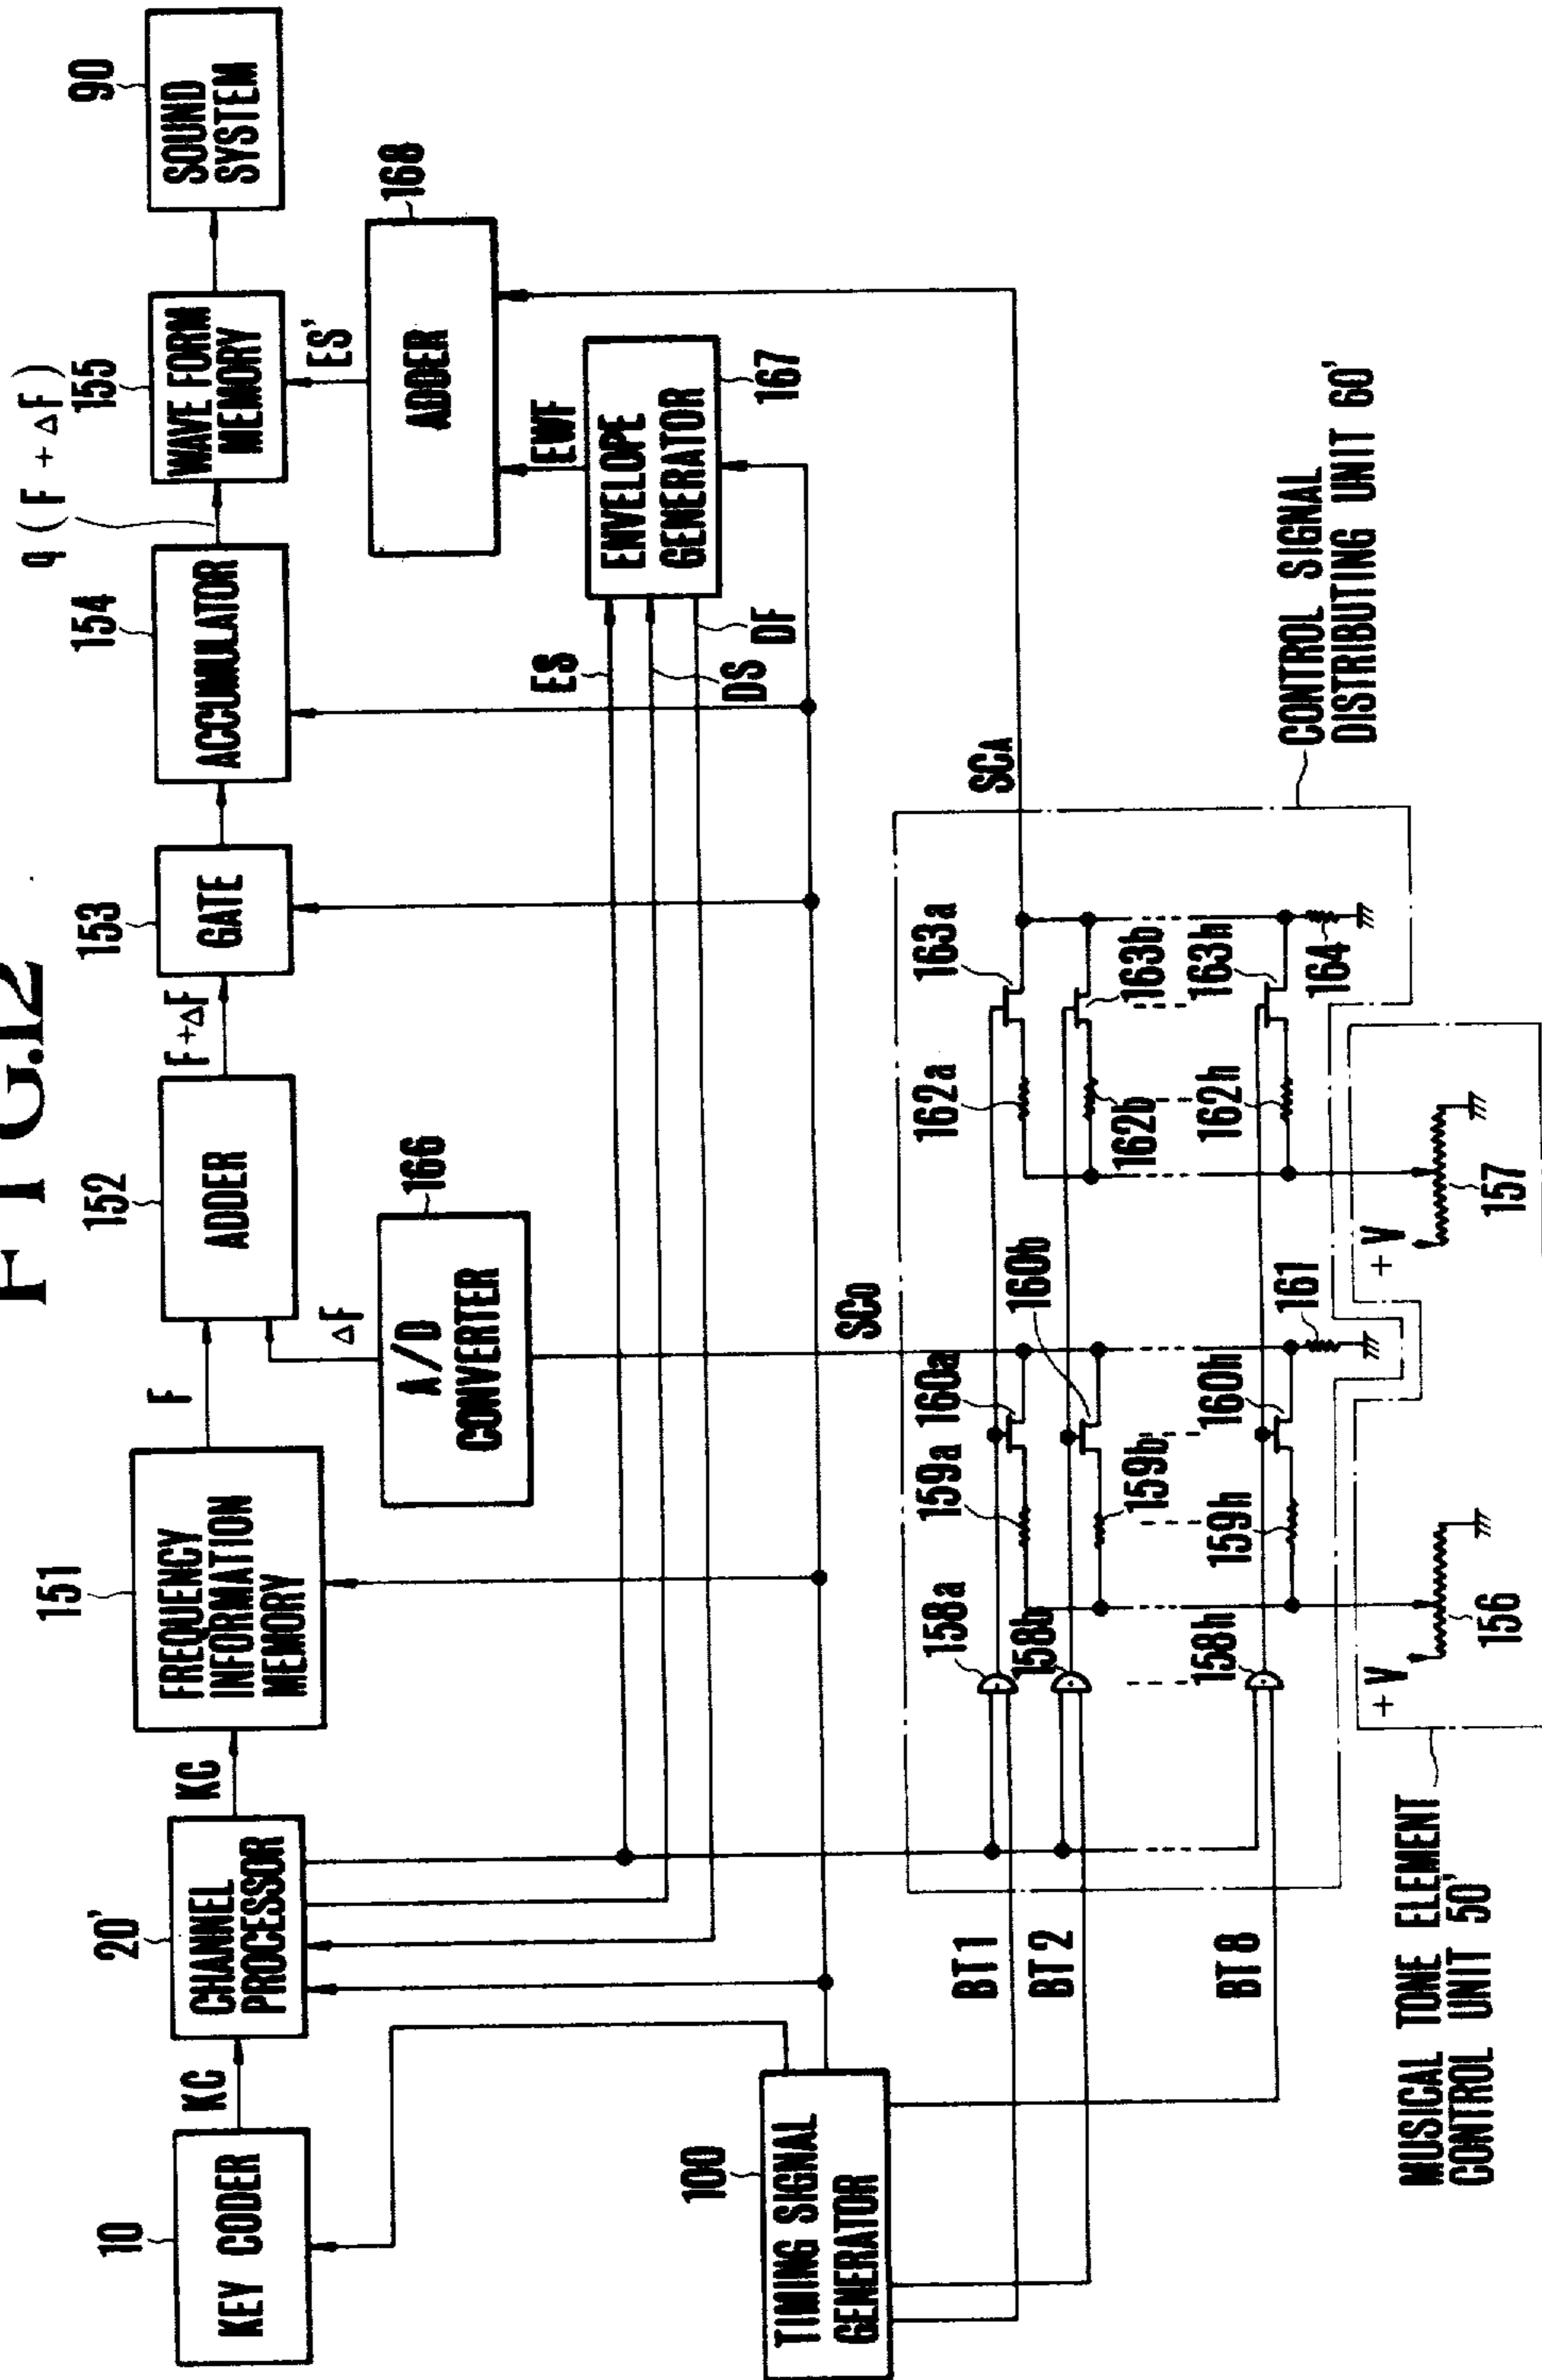 FIG.12
10
KEY CODER
KC
20'
CHANNEL
PROCESSOR
KC
151
FREQUENCY
INFORMATION
MEMORY
F
152
ADDER
F+ΔF
153
GATE
154
ACCUMULATOR
q (F + ΔF)
155
WAVE FORM
MEMORY
90
SOUND
SYSTEM
ΔF
166
A/D
CONVERTER
ES'
168
ADDER
EWF
ENVELOPE
GENERATOR
167
ES
DS
DF
100
TIMING SIGNAL
GENERATOR
SCD
SCA
BT1
BT2
BT8
158a
158b
158h
159a
159b
159h
160a
160b
160h
161
162a
162b
162h
163a
163b
163h
164
CONTROL SIGNAL
DISTRIBUTING UNIT 60'
+V
156
+V
157
MUSICAL TONE ELEMENT
CONTROL UNIT 50'